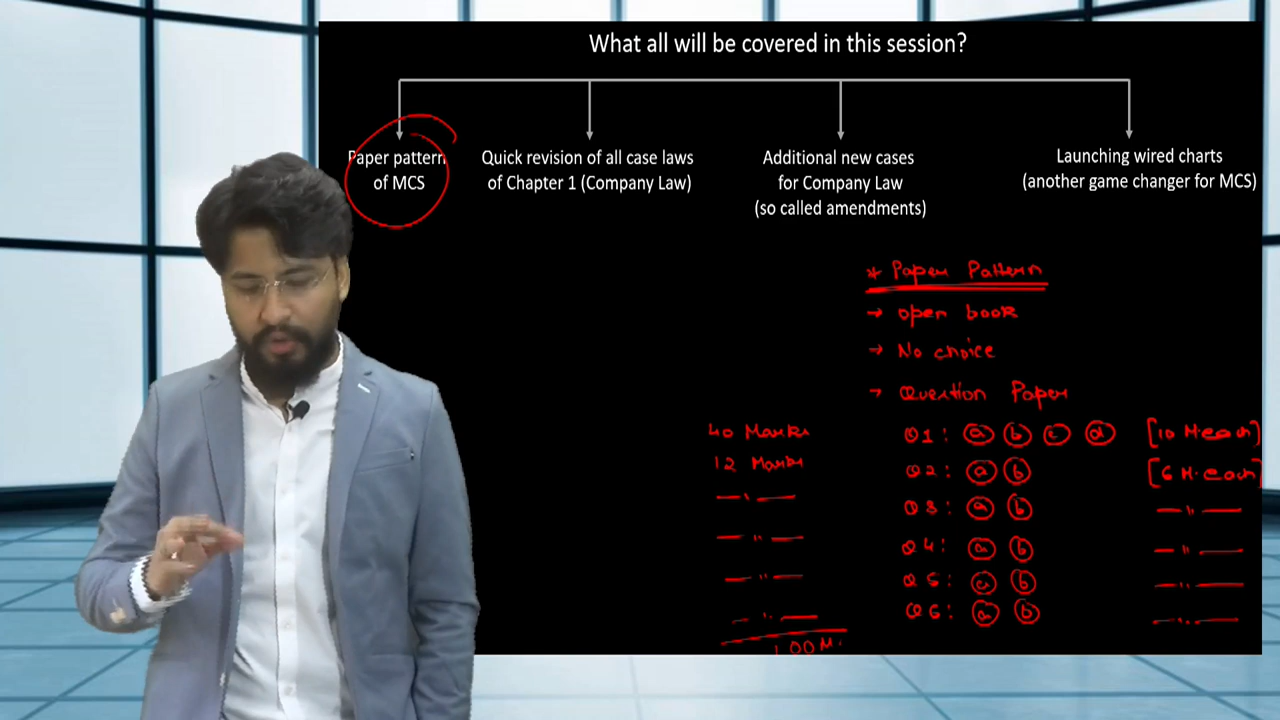 What all will be covered in this session?
Paper pattern
of MCS
Quick revision of all case laws
of Chapter 1 (Company Law)
Additional new cases
for Company Law
(so called amendments)
Launching wired charts
(another game changer for MCS)
* Paper Pattern
→ open book
→ No choice
→ Question Paper
40 Marks Q1: a b c d [10 M. each]
12 Marks Q2: a b [6 M. each]
—"— Q3: a b —"—
—"— Q4: a b —"—
—"— Q5: a b —"—
—"— Q6: a b —"—
100 M.